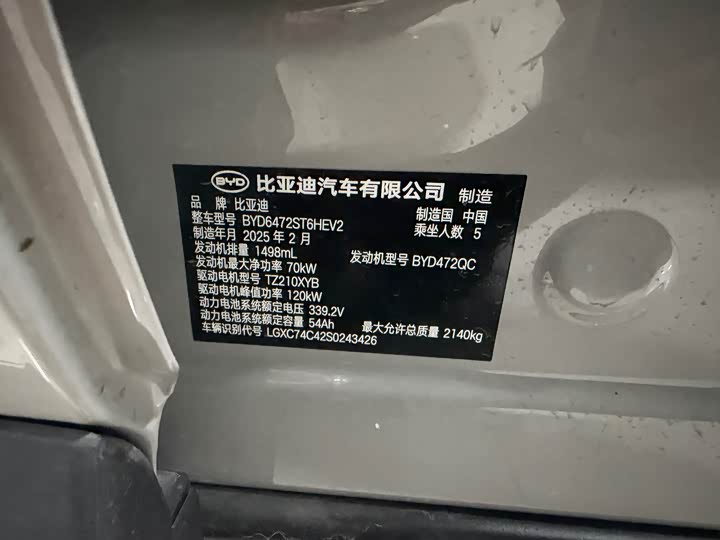 BYD 比亚迪汽车有限公司 制造
品 牌 比亚迪 制造国 中国
整车型号 BYD6472ST6HEV2 乘坐人数 5
制造年月 2025 年 2 月
发动机排量 1498mL 发动机型号 BYD472QC
发动机最大净功率 70kW
驱动电机型号 TZ210XYB
驱动电机峰值功率 120kW
动力电池系统额定电压 339.2V
动力电池系统额定容量 54Ah 最大允许总质量 2140kg
车辆识别代号 LGXC74C42S0243426